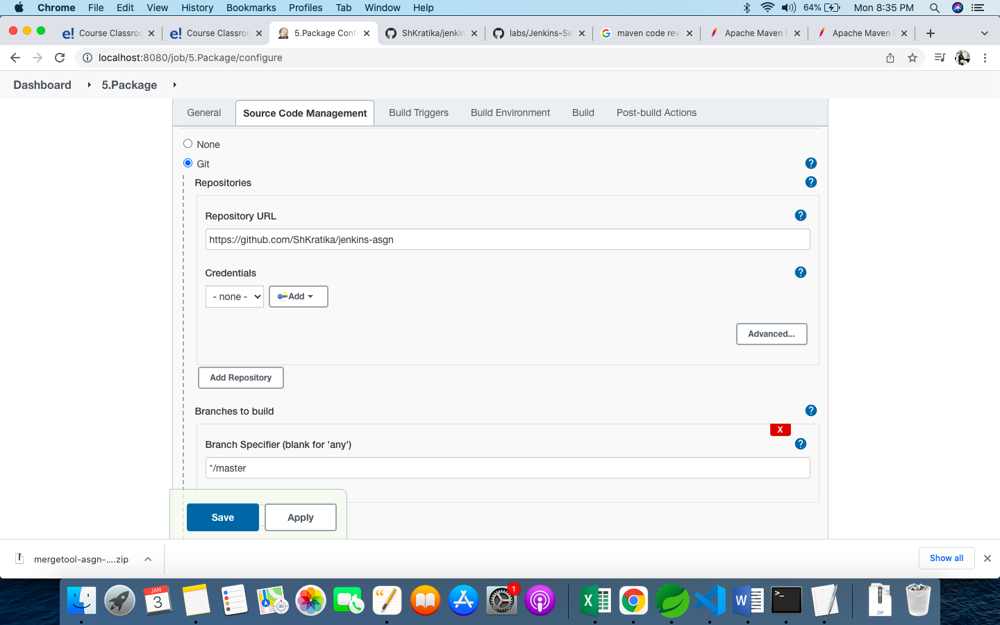 Chrome File Edit View History Bookmarks Profiles Tab Window Help 64% Mon 8:35 PM
Course Classroo Course Classroo 5.Package Conf ShKratika/jenkin labs/Jenkins-Se maven code rev Apache Maven Apache Maven
localhost:8080/job/5.Package/configure
Dashboard 5.Package
General Source Code Management Build Triggers Build Environment Build Post-build Actions
None
Git
Repositories
Repository URL
https://github.com/ShKratika/jenkins-asgn
Credentials
- none - Add
Advanced...
Add Repository
Branches to build
X
Branch Specifier (blank for 'any')
*/master
Save Apply
mergetool-asgn-....zip Show all
JAN
3
3D
1
ZIP